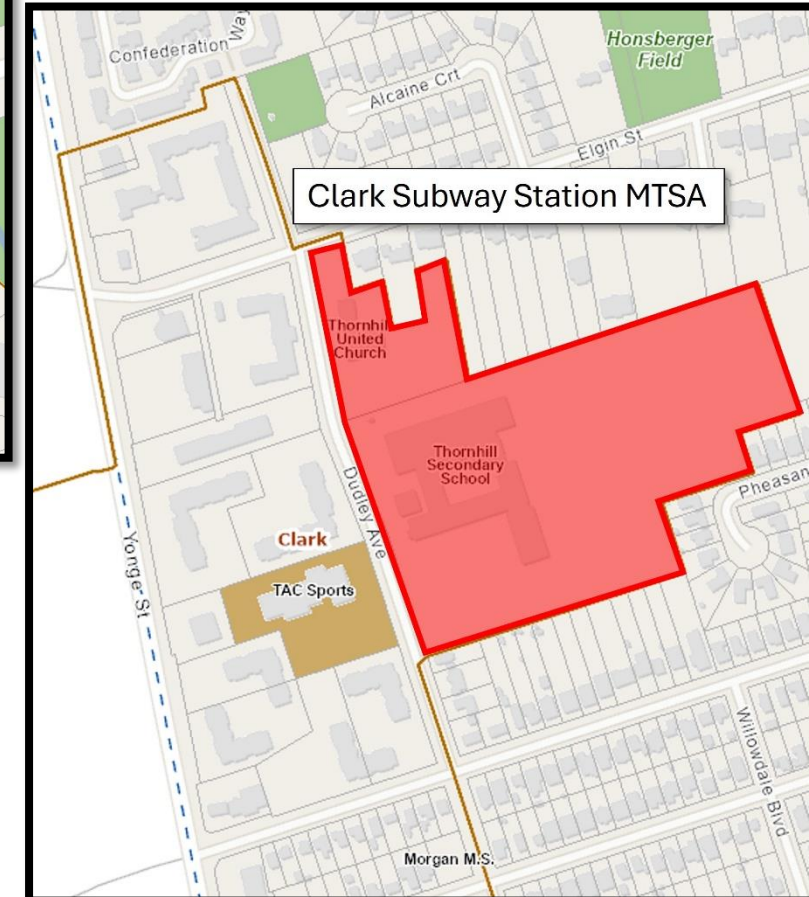 Confederation Way
Honsberger
Field
Alcaine Crt
Elgin St
Clark Subway Station MTSA
Thornhill
United
Church
Thornhill
Secondary
School
Pheasan
Dudley Ave
Clark
TAC Sports
Yonge St
Willowdale Blvd
Morgan M.S.